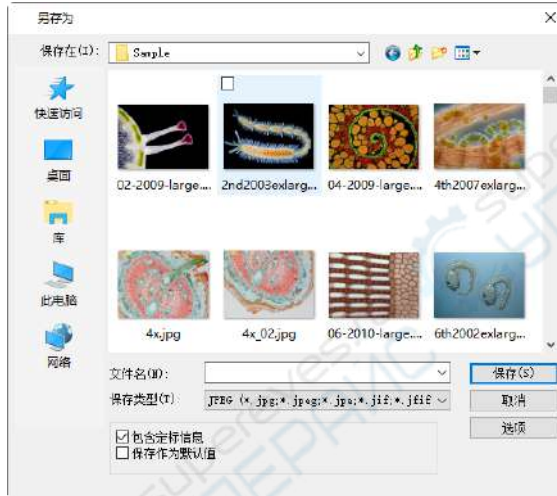 另存为
保存在(I):
Sample
快速访问
桌面
库
此电脑
网络
02-2009-large....
2nd2003exlarg...
04-2009-large....
4th2007exlarg...
4x.jpg
4x_02.jpg
06-2010-large....
6th2002exlarg...
文件名(N):
保存(S)
保存类型(T):
JPEG (*.jpg;*.jpeg;*.jpe;*.jif;*.jfif
取消
选项
包含定标信息
保存作为默认值